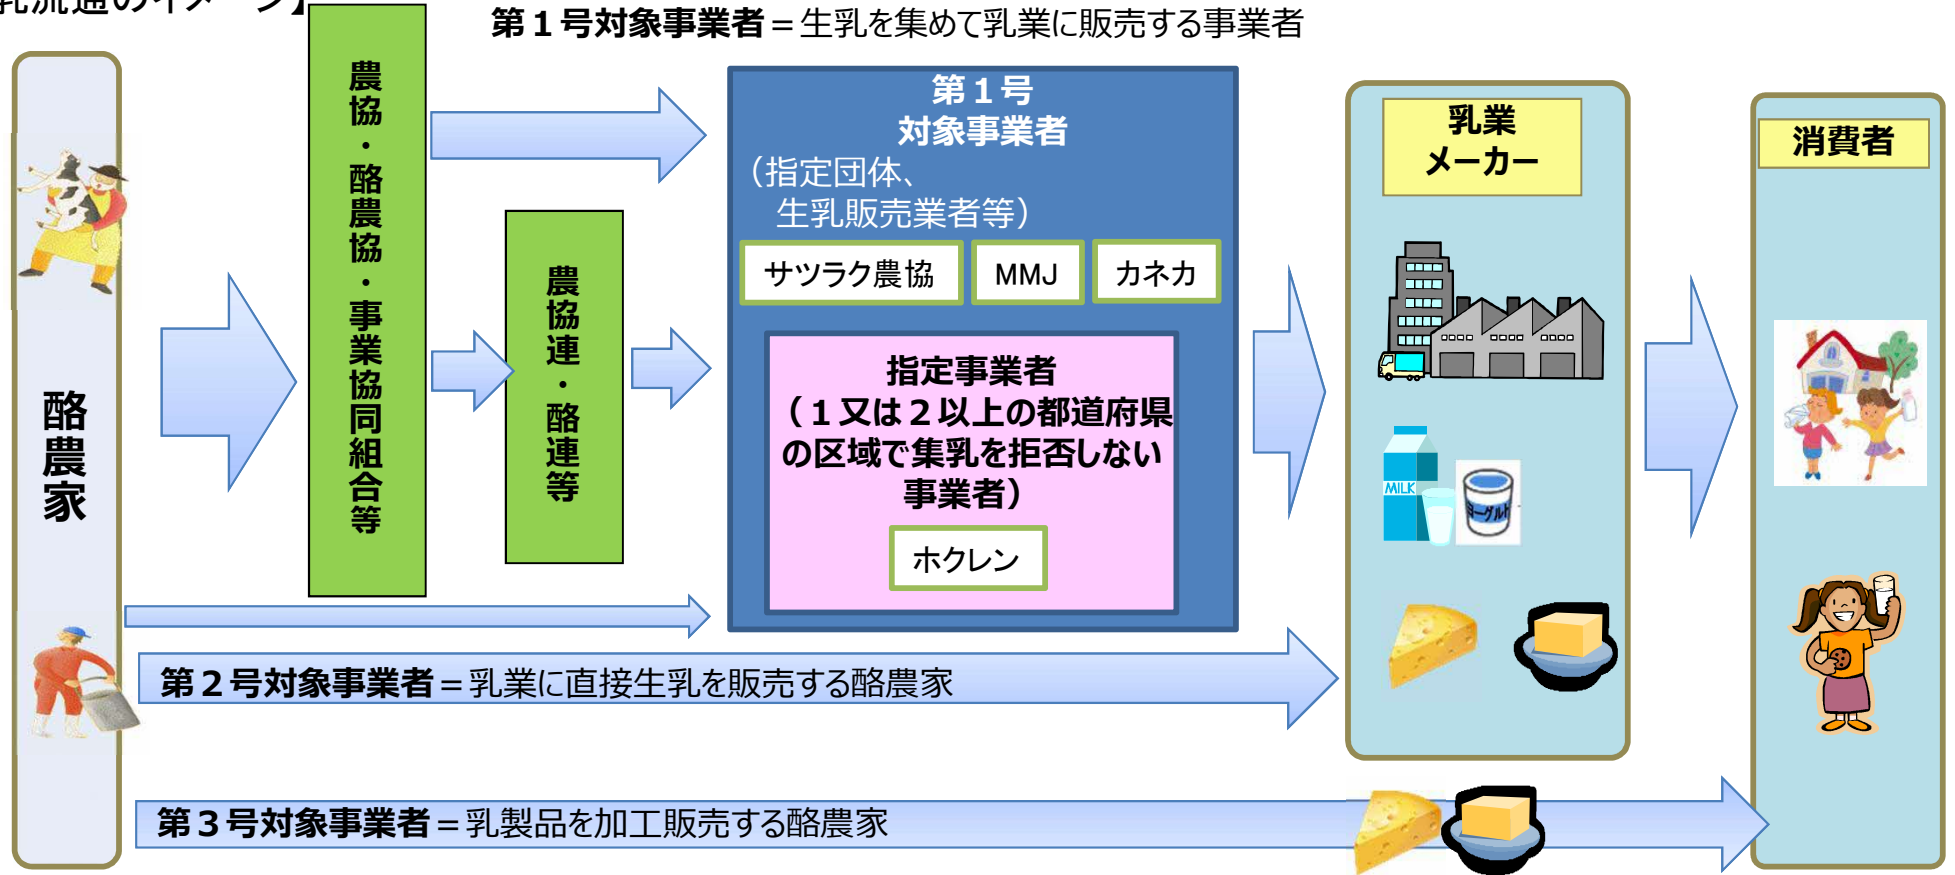 乳流通のイメージ】
第１号対象事業者＝生乳を集めて乳業に販売する事業者
酪農家
農協・酪農協・事業協同組合等
農協連・酪連等
第１号
対象事業者
（指定団体、
生乳販売業者等）
サツラク農協
MMJ
カネカ
指定事業者
（１又は２以上の都道府県
の区域で集乳を拒否しない
事業者）
ホクレン
乳業
メーカー
MILK
ヨーグルト
消費者
第２号対象事業者＝乳業に直接生乳を販売する酪農家
第３号対象事業者＝乳製品を加工販売する酪農家